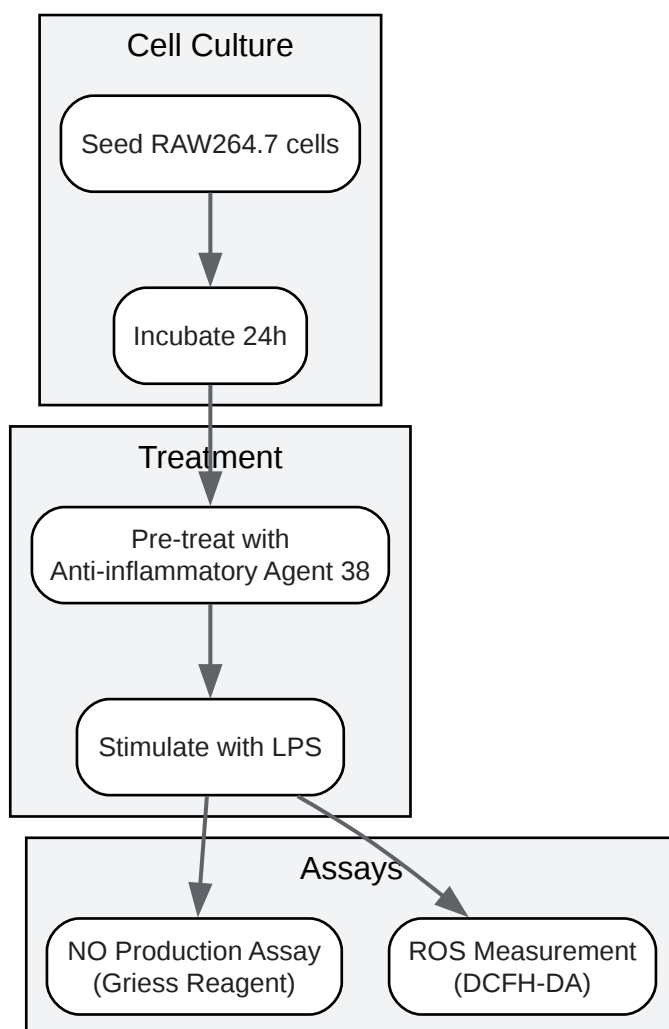 Cell Culture
Seed RAW264.7 cells
Incubate 24h
Treatment
Pre-treat with
Anti-inflammatory Agent 38
Stimulate with LPS
Assays
NO Production Assay
(Griess Reagent)
ROS Measurement
(DCFH-DA)